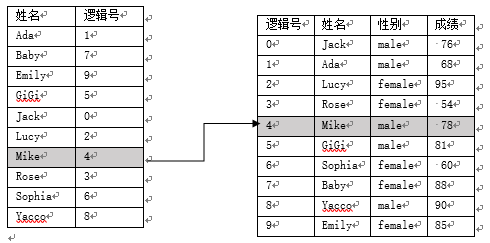 姓名 逻辑号
Ada 1
Baby 7
Emily 9
GiGi 5
Jack 0
Lucy 2
Mike 4
Rose 3
Sophia 6
Yacco 8
逻辑号 姓名 性别 成绩
0 Jack male 76
1 Ada male 68
2 Lucy female 95
3 Rose female 54
4 Mike male 78
5 GiGi male 81
6 Sophia female 60
7 Baby female 88
8 Yacco male 90
9 Emily female 85